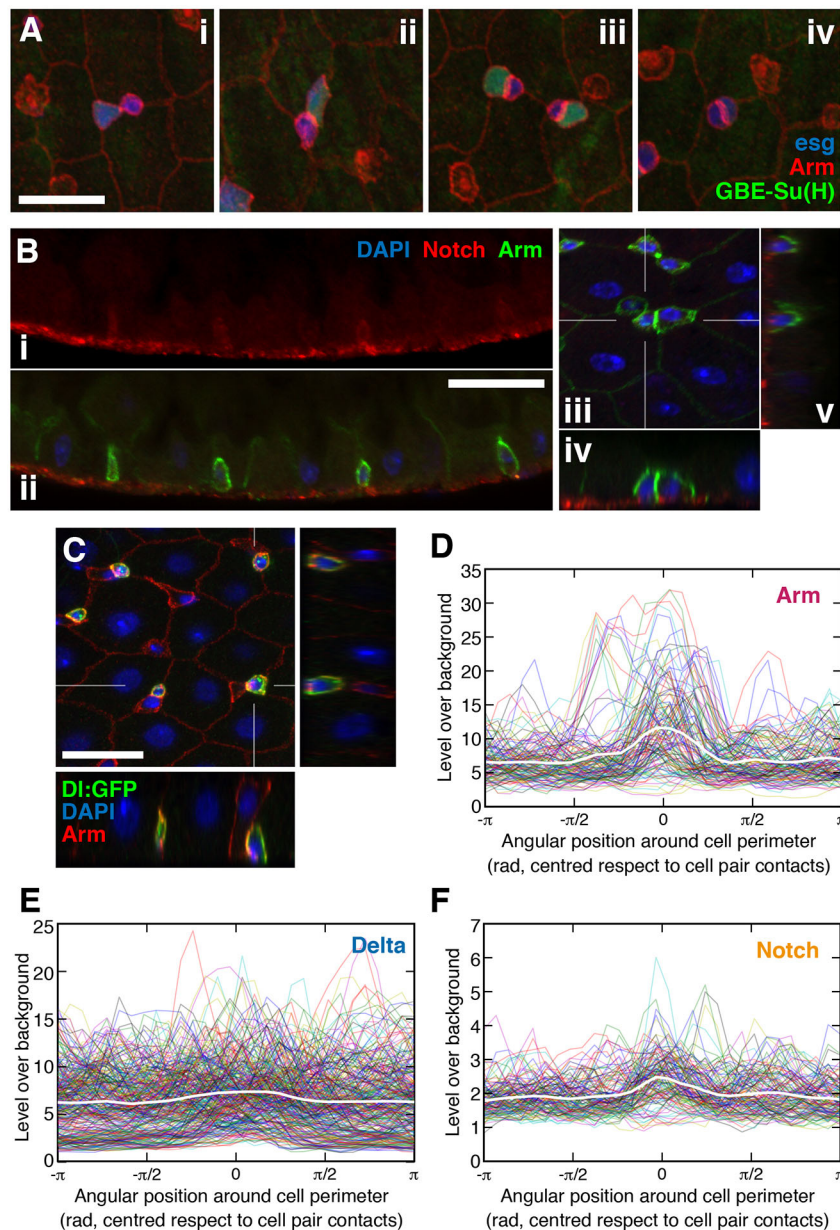 A
i
ii
iii
iv
esg
Arm
GBE-Su(H)
B
DAPI Notch Arm
i
ii
iii
iv
v
C
Dl:GFP
DAPI
Arm
D
Arm
Level over background
35
30
25
20
15
10
5
0
-π -π/2 0 π/2 π
Angular position around cell perimeter
(rad, centred respect to cell pair contacts)
E
Delta
Level over background
25
20
15
10
5
0
-π -π/2 0 π/2 π
Angular position around cell perimeter
(rad, centred respect to cell pair contacts)
F
Notch
Level over background
7
6
5
4
3
2
1
0
-π -π/2 0 π/2 π
Angular position around cell perimeter
(rad, centred respect to cell pair contacts)